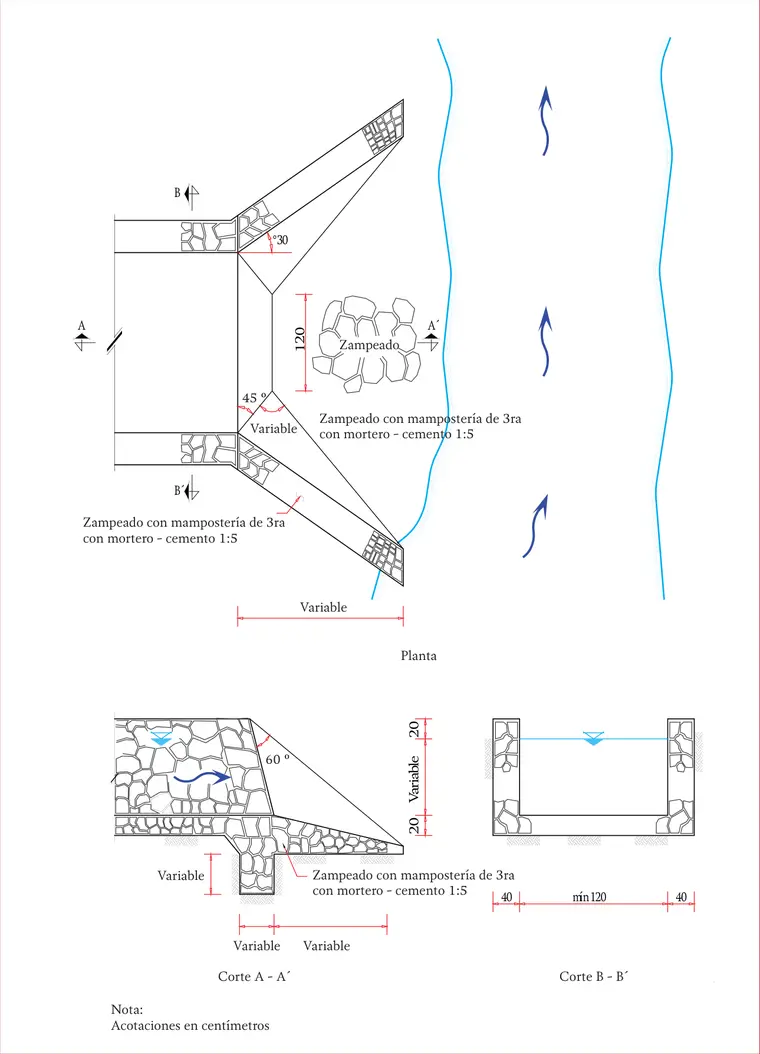 B
°30
A
120
Zampeado
A´
45 º
Variable
Zampeado con mampostería de 3ra
con mortero - cemento 1:5
B´
Zampeado con mampostería de 3ra
con mortero - cemento 1:5
Variable
Planta
20
60 º
Variable
20
Variable
Zampeado con mampostería de 3ra
con mortero - cemento 1:5
40
mín120
40
Variable
Variable
Corte A - A´
Corte B - B´
Nota:
Acotaciones en centímetros